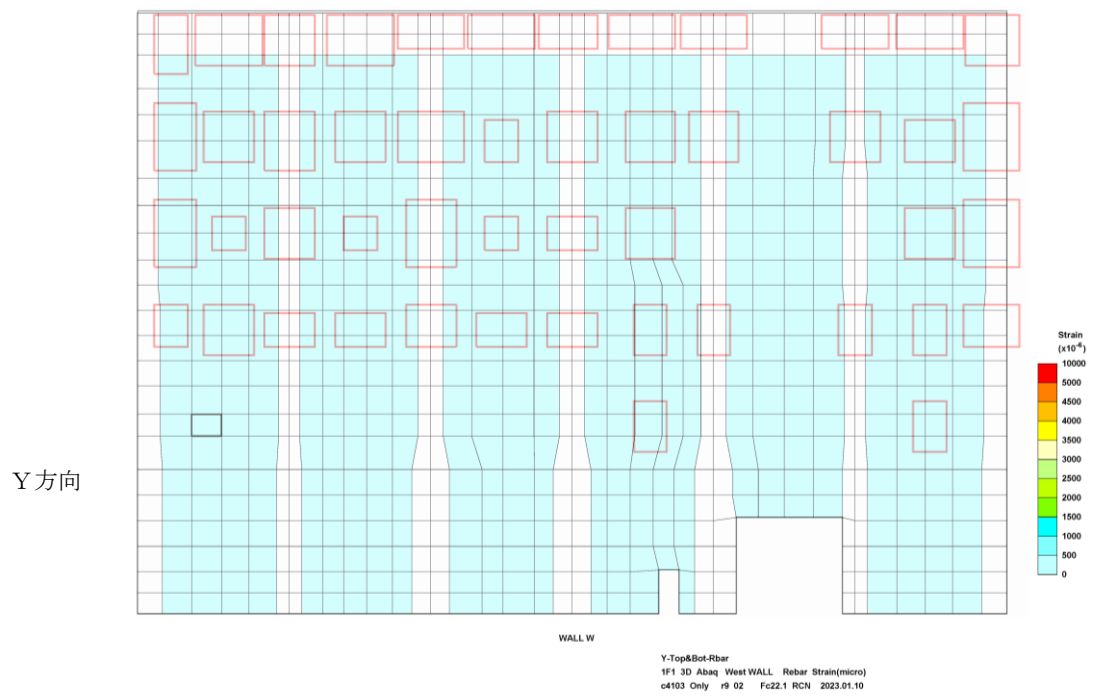 Y方向
Strain
(x10⁻⁶)
10000
5000
4500
4000
3500
3000
2500
2000
1500
1000
500
0
WALL W
Y-Top&Bot-Rbar
1F1 3D Abaq West WALL Rebar Strain(micro)
c4103 Only r9 02 Fc22.1 RCN 2023.01.10